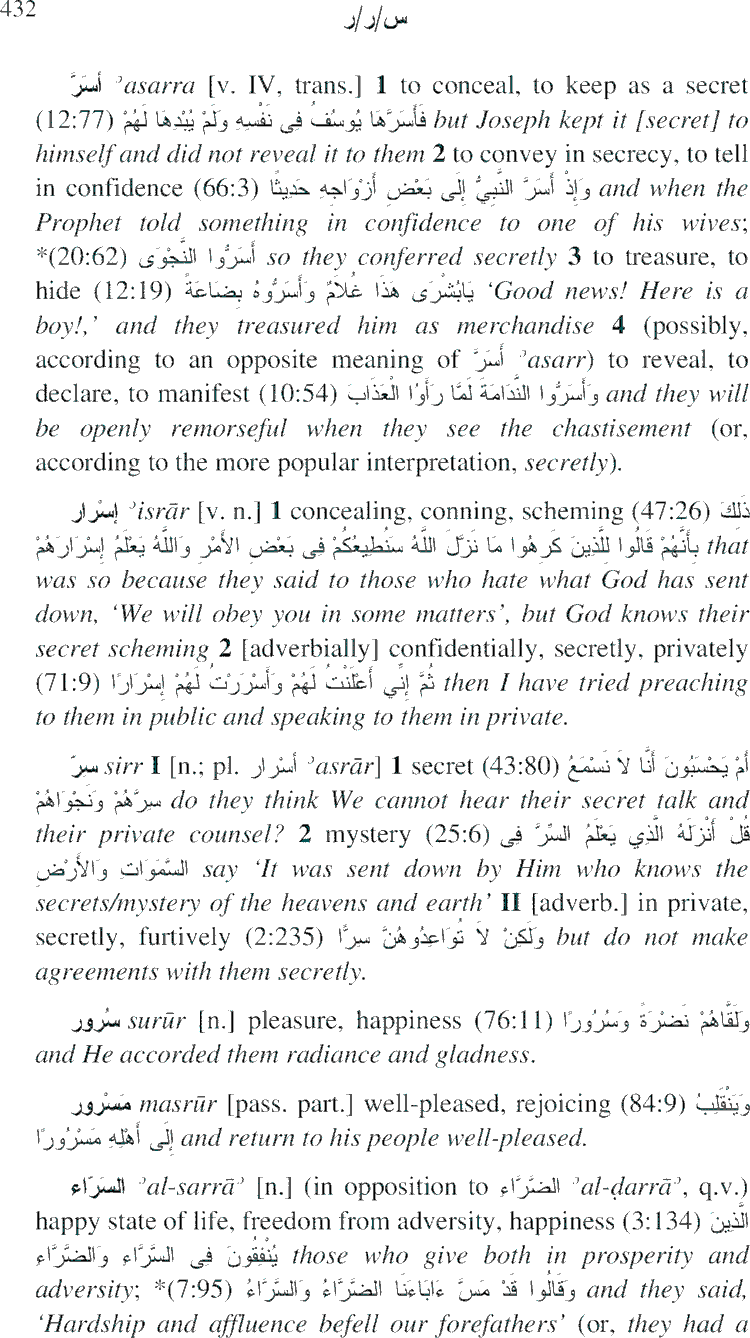 432
س/ر/ر
أَسَرَّ ʾasarra [v. IV, trans.] 1 to conceal, to keep as a secret
(12:77) فَأَسَرَّهَا يُوسُفُ فِى نَفْسِهِ وَلَمْ يُبْدِهَا لَهُمْ but Joseph kept it [secret] to
himself and did not reveal it to them 2 to convey in secrecy, to tell
in confidence (66:3) وَإِذْ أَسَرَّ النَّبِيُّ إِلَى بَعْضِ أَزْوَاجِهِ حَدِيثًا and when the
Prophet told something in confidence to one of his wives;
*(20:62) أَسَرُّوا النَّجْوَى so they conferred secretly 3 to treasure, to
hide (12:19) يَابُشْرَى هَذَا غُلَامٌ وَأَسَرُّوهُ بِضَاعَةً ‘Good news! Here is a
boy!,’ and they treasured him as merchandise 4 (possibly,
according to an opposite meaning of أَسَرَّ ʾasarr) to reveal, to
declare, to manifest (10:54) وَأَسَرُّوا النَّدَامَةَ لَمَّا رَأَوُا الْعَذَابَ and they will
be openly remorseful when they see the chastisement (or,
according to the more popular interpretation, secretly).
إِسْرار ʾisrār [v. n.] 1 concealing, conning, scheming (47:26) ذَلِكَ
بِأَنَّهُمْ قَالُوا لِلَّذِينَ كَرِهُوا مَا نَزَّلَ اللَّهُ سَنُطِيعُكُمْ فِى بَعْضِ الأَمْرِ وَاللَّهُ يَعْلَمُ إِسْرَارَهُمْ that
was so because they said to those who hate what God has sent
down, ‘We will obey you in some matters’, but God knows their
secret scheming 2 [adverbially] confidentially, secretly, privately
(71:9) ثُمَّ إِنِّي أَعْلَنْتُ لَهُمْ وَأَسْرَرْتُ لَهُمْ إِسْرَارًا then I have tried preaching
to them in public and speaking to them in private.
سِرّ sirr I [n.; pl. أَسْرار ʾasrār] 1 secret (43:80) أَمْ يَحْسَبُونَ أَنَّا لاَ نَسْمَعُ
سِرَّهُمْ وَنَجْوَاهُمْ do they think We cannot hear their secret talk and
their private counsel? 2 mystery (25:6) قُلْ أَنْزَلَهُ الَّذِي يَعْلَمُ السِّرَّ فِى
السَّمَوَاتِ وَالأَرْضِ say ‘It was sent down by Him who knows the
secrets/mystery of the heavens and earth’ II [adverb.] in private,
secretly, furtively (2:235) وَلَكِنْ لاَ تُوَاعِدُوهُنَّ سِرًّا but do not make
agreements with them secretly.
سُرُور surūr [n.] pleasure, happiness (76:11) وَلَقَّاهُمْ نَضْرَةً وَسُرُورًا
and He accorded them radiance and gladness.
مَسْرُور masrūr [pass. part.] well-pleased, rejoicing (84:9) وَيَنْقَلِبُ
إِلَى أَهْلِهِ مَسْرُورًا and return to his people well-pleased.
السَّرّاء ʾal-sarrāʾ [n.] (in opposition to الضَّرَّاء ʾal-ḍarrāʾ, q.v.)
happy state of life, freedom from adversity, happiness (3:134) الَّذِينَ
يُنْفِقُونَ فِى السَّرَّاءِ وَالضَّرَّاءِ those who give both in prosperity and
adversity; *(7:95) وَقَالُوا قَدْ مَسَّ ءَابَاءَنَا الضَّرَّاءُ وَالسَّرَّاءُ and they said,
‘Hardship and affluence befell our forefathers’ (or, they had a